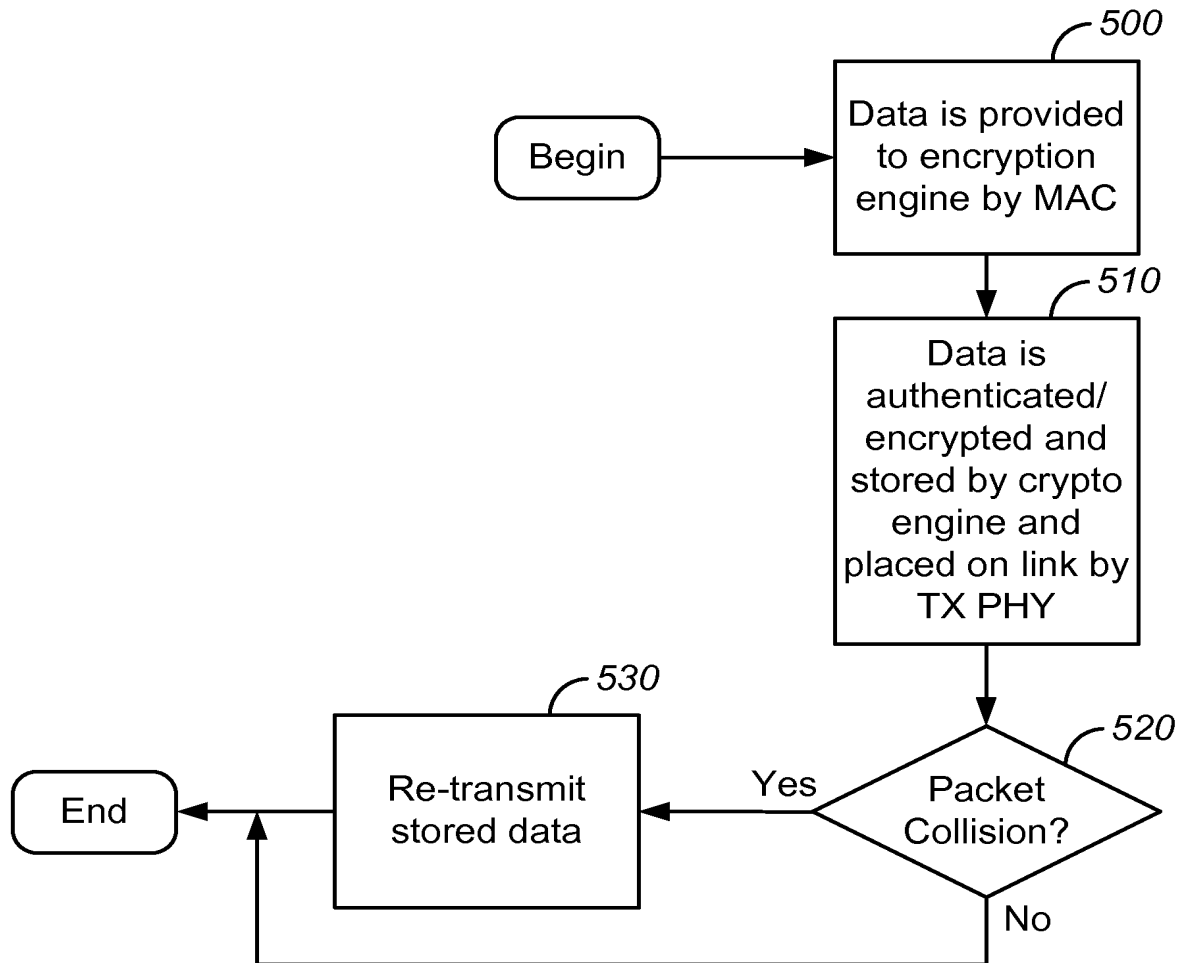 500
Begin
Data is provided
to encryption
engine by MAC
510
Data is
authenticated/
encrypted and
stored by crypto
engine and
placed on link by
TX PHY
520
Packet
Collision?
Yes
No
530
Re-transmit
stored data
End